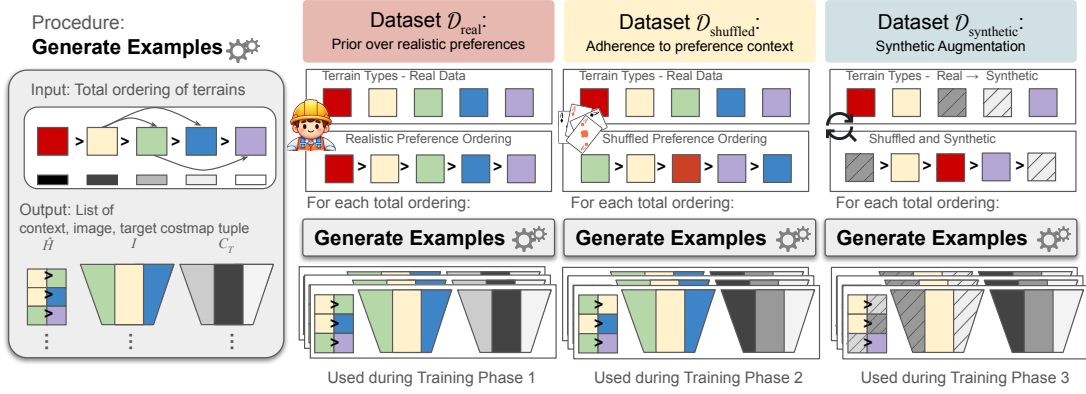 Procedure:
Generate Examples
Input: Total ordering of terrains
> > > >
Output: List of
context, image, target costmap tuple
Ĥ I C_T
>
>
>
⋮ ⋮ ⋮
Dataset 𝒟_real:
Prior over realistic preferences
Terrain Types - Real Data
Realistic Preference Ordering
> > > >
For each total ordering:
Generate Examples
>
>
>
Used during Training Phase 1
Dataset 𝒟_shuffled:
Adherence to preference context
Terrain Types - Real Data
Shuffled Preference Ordering
> > > >
For each total ordering:
Generate Examples
>
>
>
Used during Training Phase 2
Dataset 𝒟_synthetic:
Synthetic Augmentation
Terrain Types - Real → Synthetic
Shuffled and Synthetic
> > > >
For each total ordering:
Generate Examples
>
>
>
Used during Training Phase 3